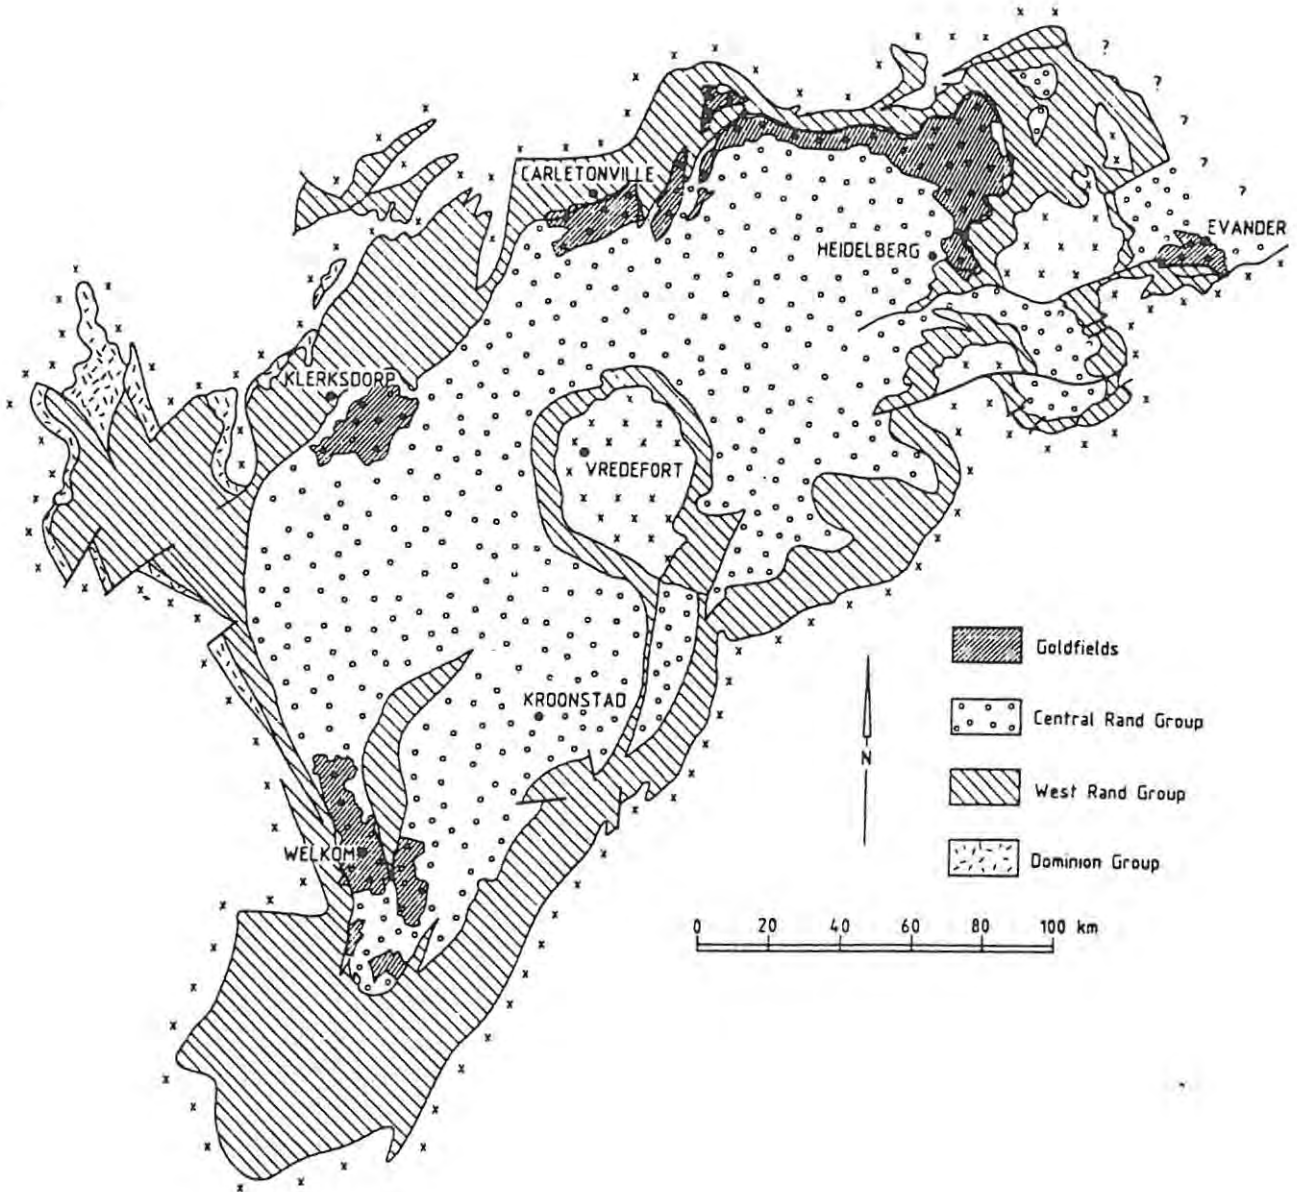 CARLETONVILLE
EVANDER
HEIDELBERG
KLERKSDORP
VREDEFORT
KROONSTAD
WELKOM
N
Goldfields
Central Rand Group
West Rand Group
Dominion Group
0 20 40 60 80 100 km